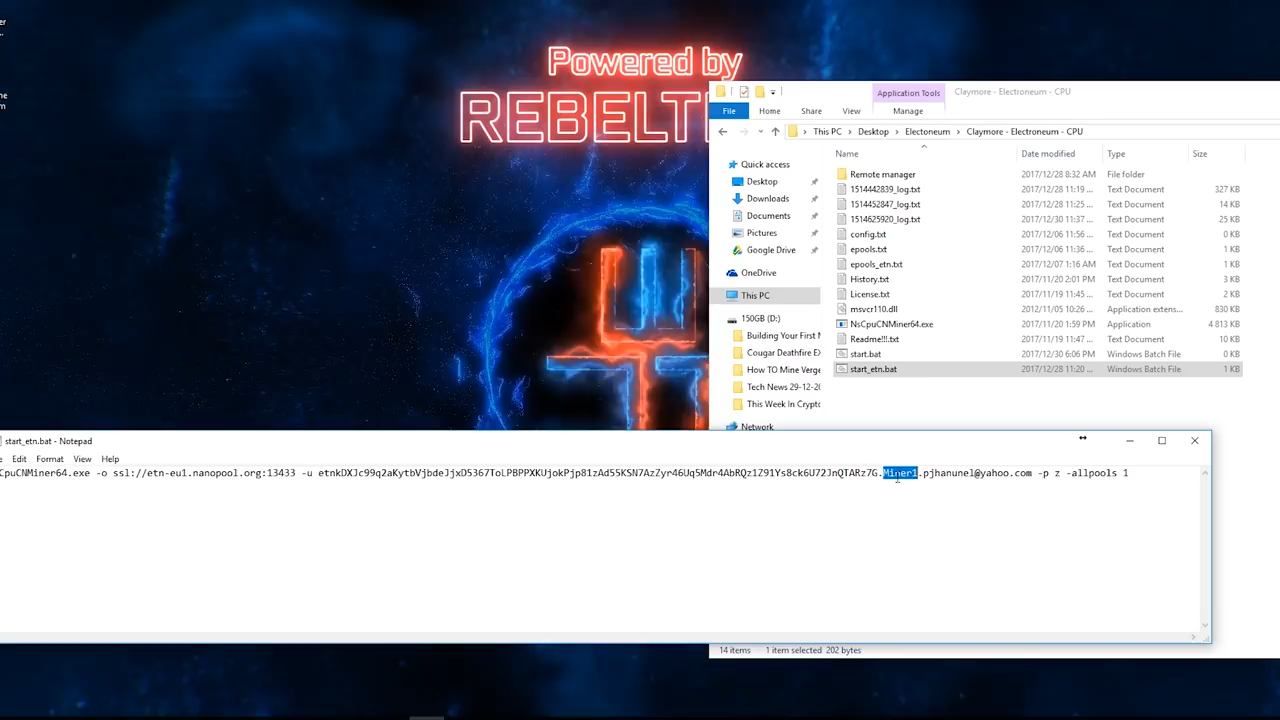 er
..
ne
m
Powered by
REBELT
Application Tools
Claymore - Electroneum - CPU
File
Home
Share
View
Manage
This PC > Desktop > Electoneum > Claymore - Electroneum - CPU
Name
Date modified
Type
Size
Quick access
Desktop
Downloads
Documents
Pictures
Google Drive
OneDrive
This PC
150GB (D:)
Building Your First M
Cougar Deathfire EX
How TO Mine Verge
Tech News 29-12-20
This Week In Crypto
Network
Remote manager 2017/12/28 8:32 AM File folder
1514442839_log.txt 2017/12/28 11:19 ... Text Document 327 KB
1514452847_log.txt 2017/12/28 11:25 ... Text Document 14 KB
1514625920_log.txt 2017/12/30 11:37 ... Text Document 25 KB
config.txt 2017/12/06 11:56 ... Text Document 0 KB
epools.txt 2017/12/06 11:36 ... Text Document 1 KB
epools_etn.txt 2017/12/07 1:16 AM Text Document 1 KB
History.txt 2017/11/20 2:01 PM Text Document 3 KB
License.txt 2017/11/19 11:45 ... Text Document 2 KB
msvcr110.dll 2012/11/05 10:26 ... Application extens... 830 KB
NsCpuCNMiner64.exe 2017/11/20 1:59 PM Application 4 813 KB
Readme!!!.txt 2017/11/19 11:47 ... Text Document 10 KB
start.bat 2017/12/30 6:06 PM Windows Batch File 0 KB
start_etn.bat 2017/12/28 11:20 ... Windows Batch File 1 KB
start_etn.bat - Notepad
e Edit Format View Help
CpuCNMiner64.exe -o ssl://etn-eu1.nanopool.org:13433 -u etnkDXJc99q2aKytbVjbdeJjxD5367ToLPBPPXKUjokPjp81zAd55KSN7AzZyr46Uq5Mdr4AbRQz1Z91Ys8ck6U72JnQTARz7G.Miner1.pjhanunel@yahoo.com -p z -allpools 1
14 items 1 item selected 202 bytes